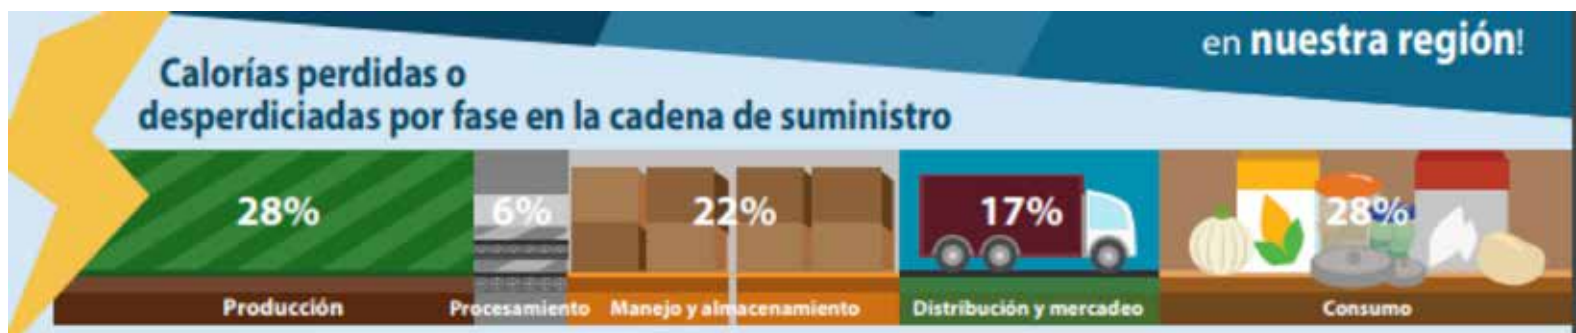 en nuestra región!
Calorías perdidas o
desperdiciadas por fase en la cadena de suministro
28%
6%
22%
17%
28%
Producción
Procesamiento
Manejo y almacenamiento
Distribución y mercadeo
Consumo